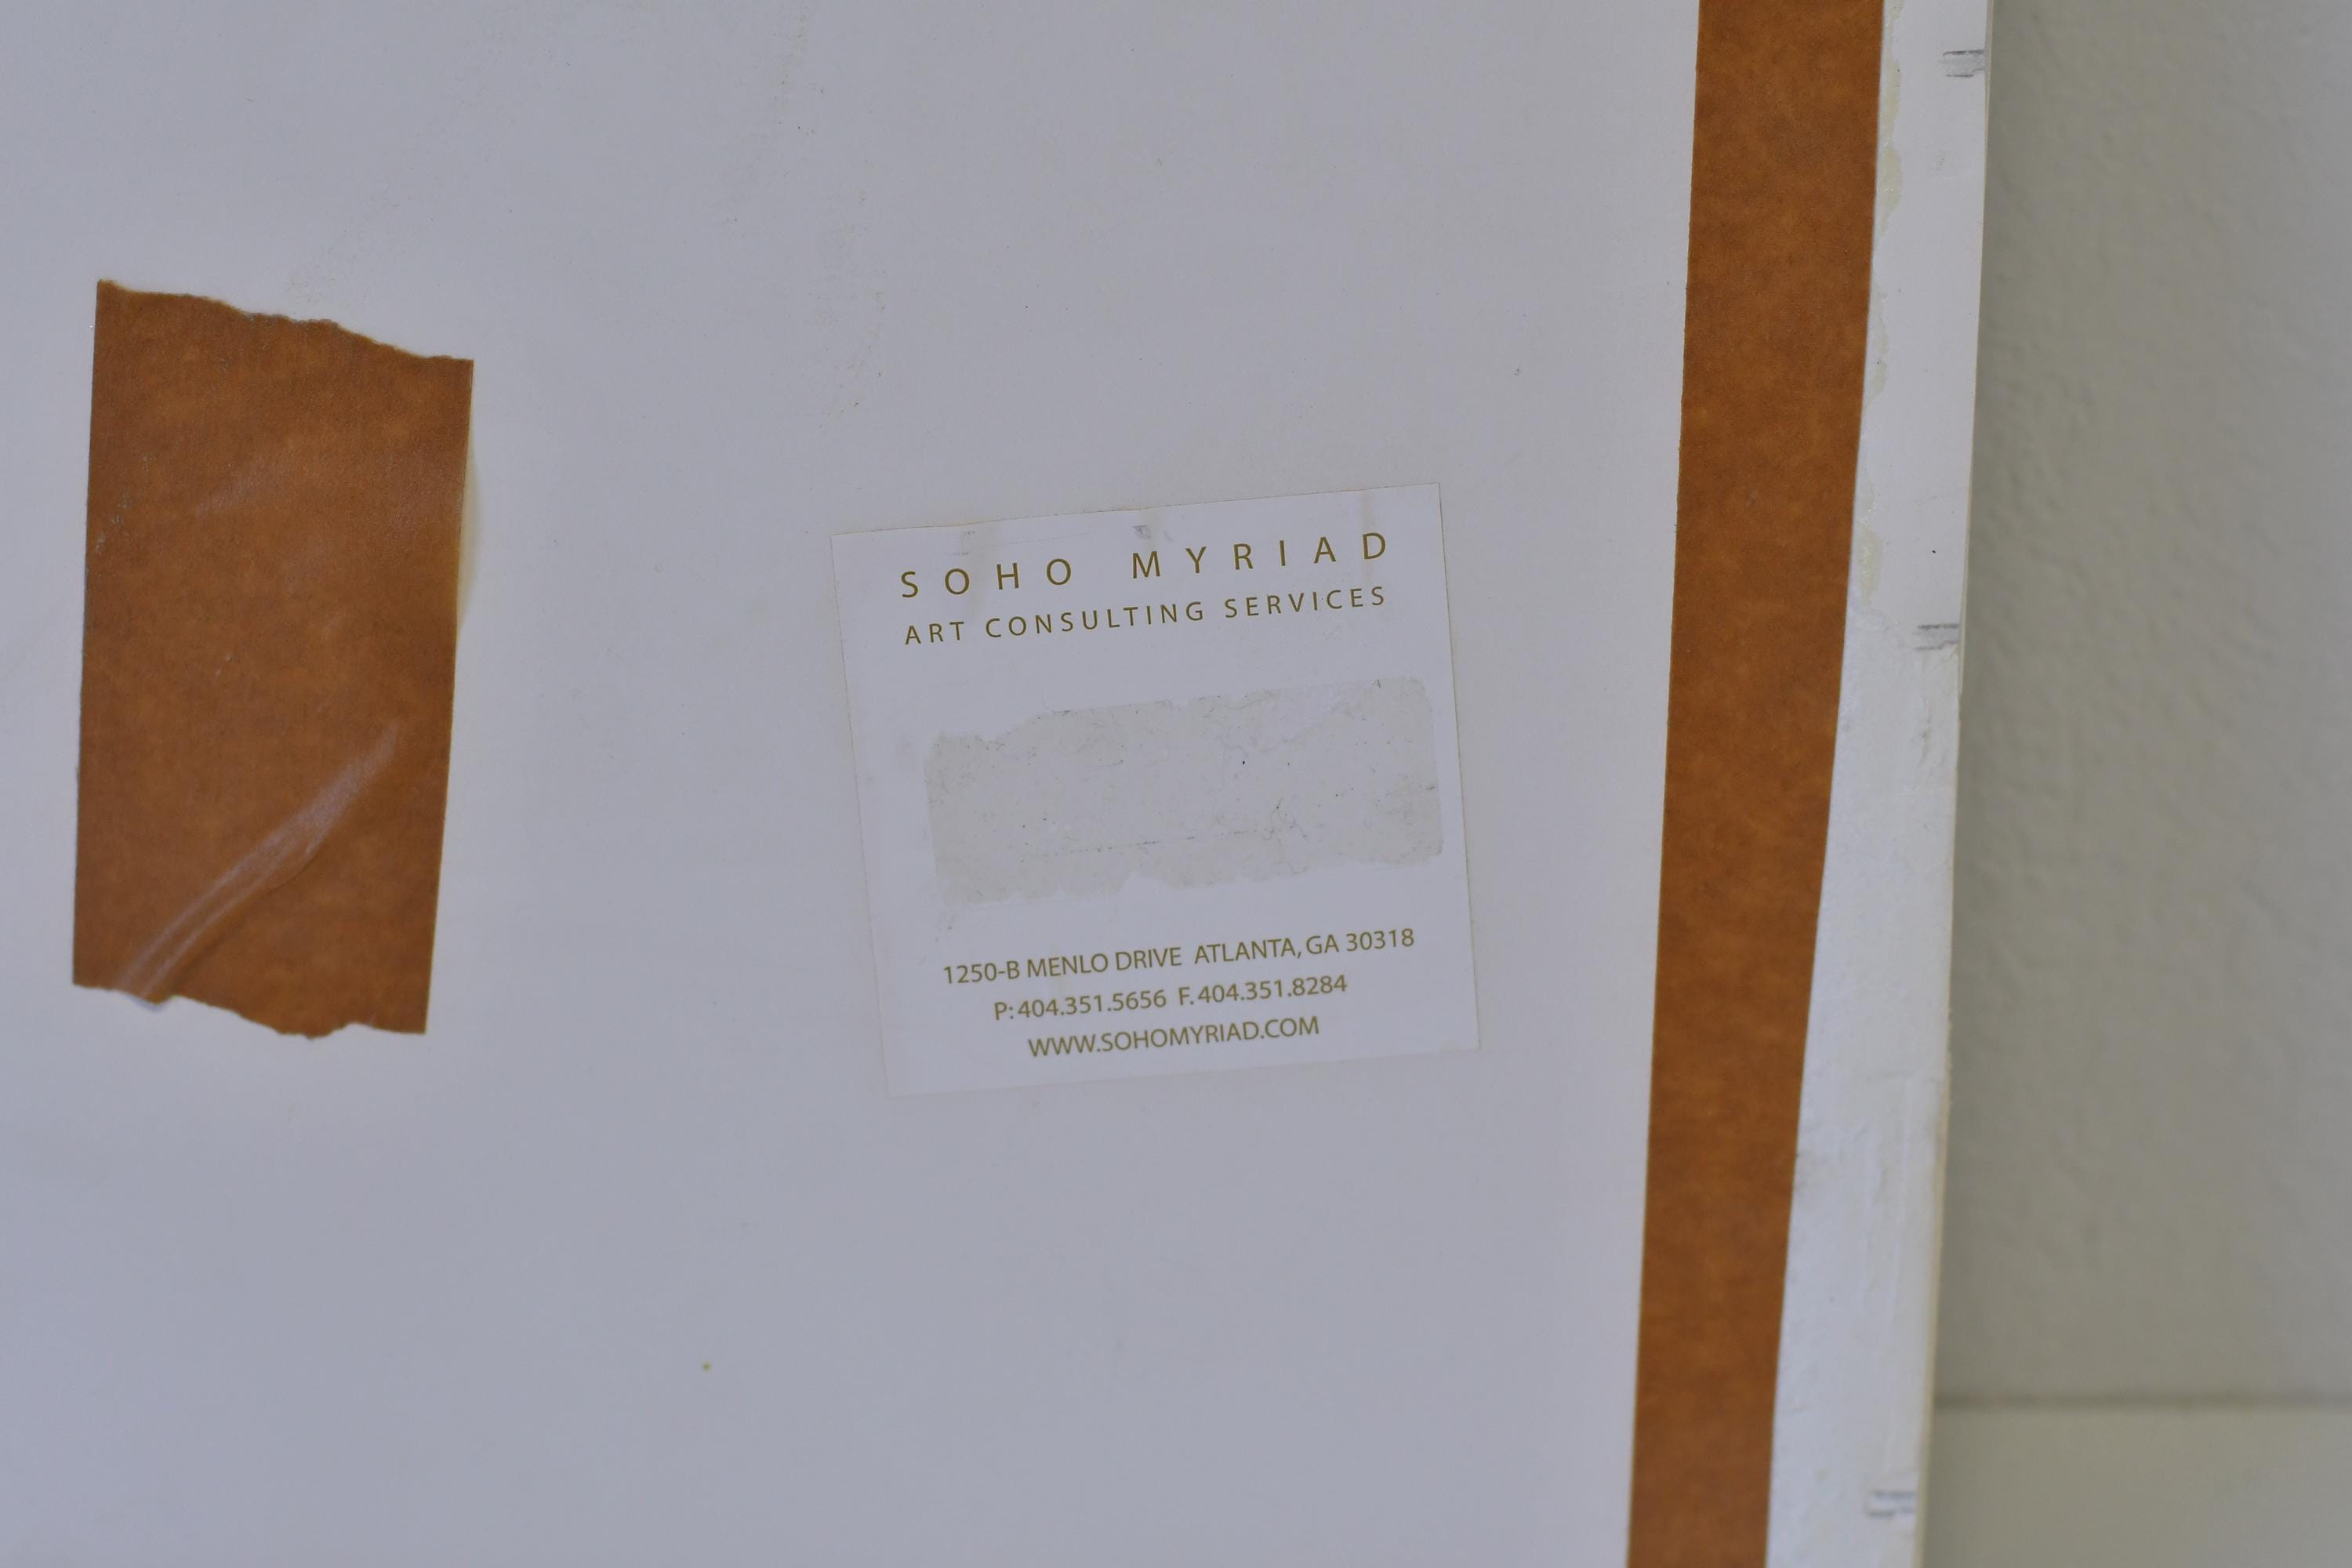 SOHO MYRIAD
ART CONSULTING SERVICES
1250-B MENLO DRIVE ATLANTA, GA 30318
P: 404.351.5656 F. 404.351.8284
WWW.SOHOMYRIAD.COM